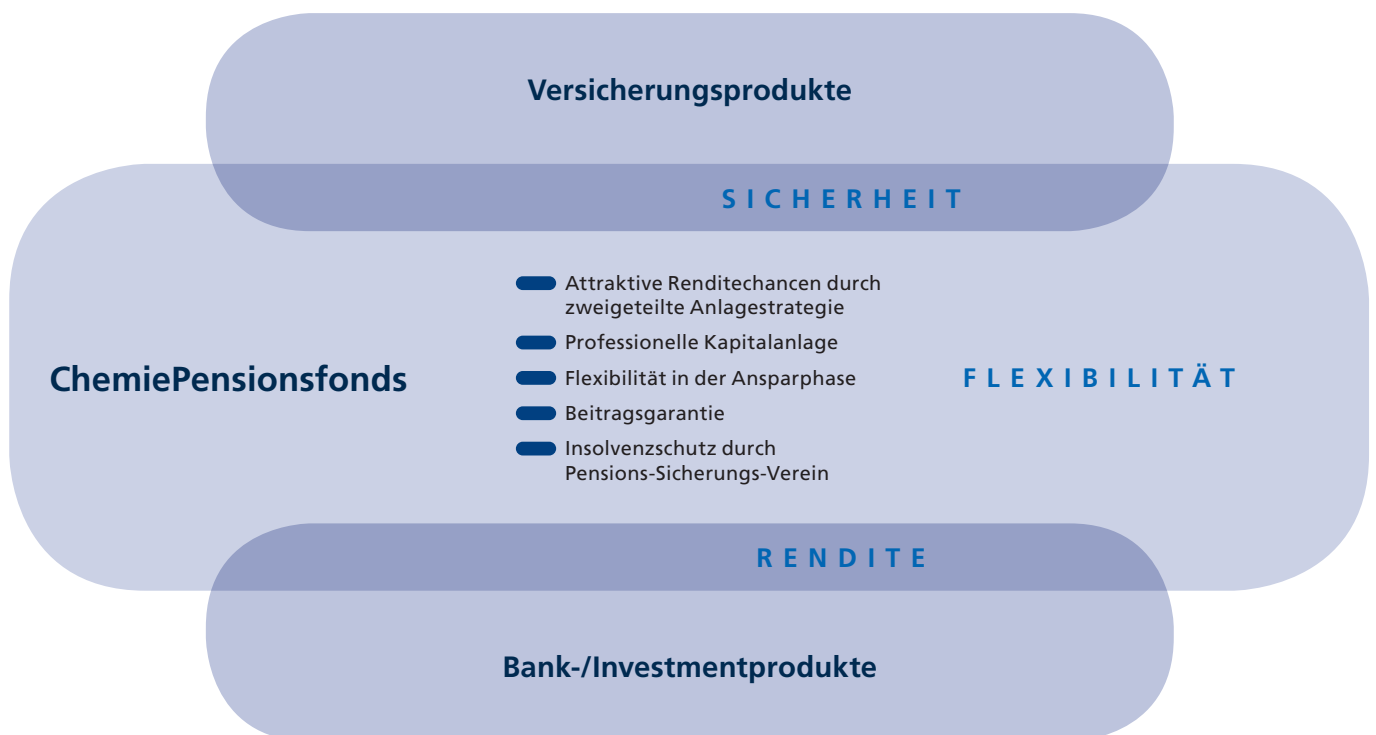 Versicherungsprodukte
SICHERHEIT
Attraktive Renditechancen durch
zweigeteilte Anlagestrategie
Professionelle Kapitalanlage
ChemiePensionsfonds
Flexibilität in der Ansparphase
FLEXIBILITÄT
Beitragsgarantie
Insolvenzschutz durch
Pensions-Sicherungs-Verein
RENDITE
Bank-/Investmentprodukte